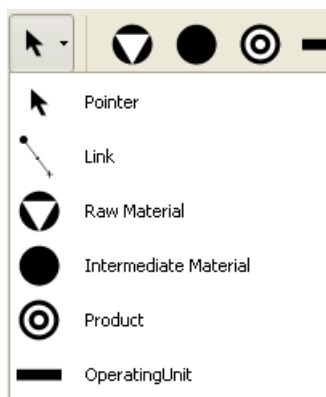 Pointer
Link
Raw Material
Intermediate Material
Product
OperatingUnit